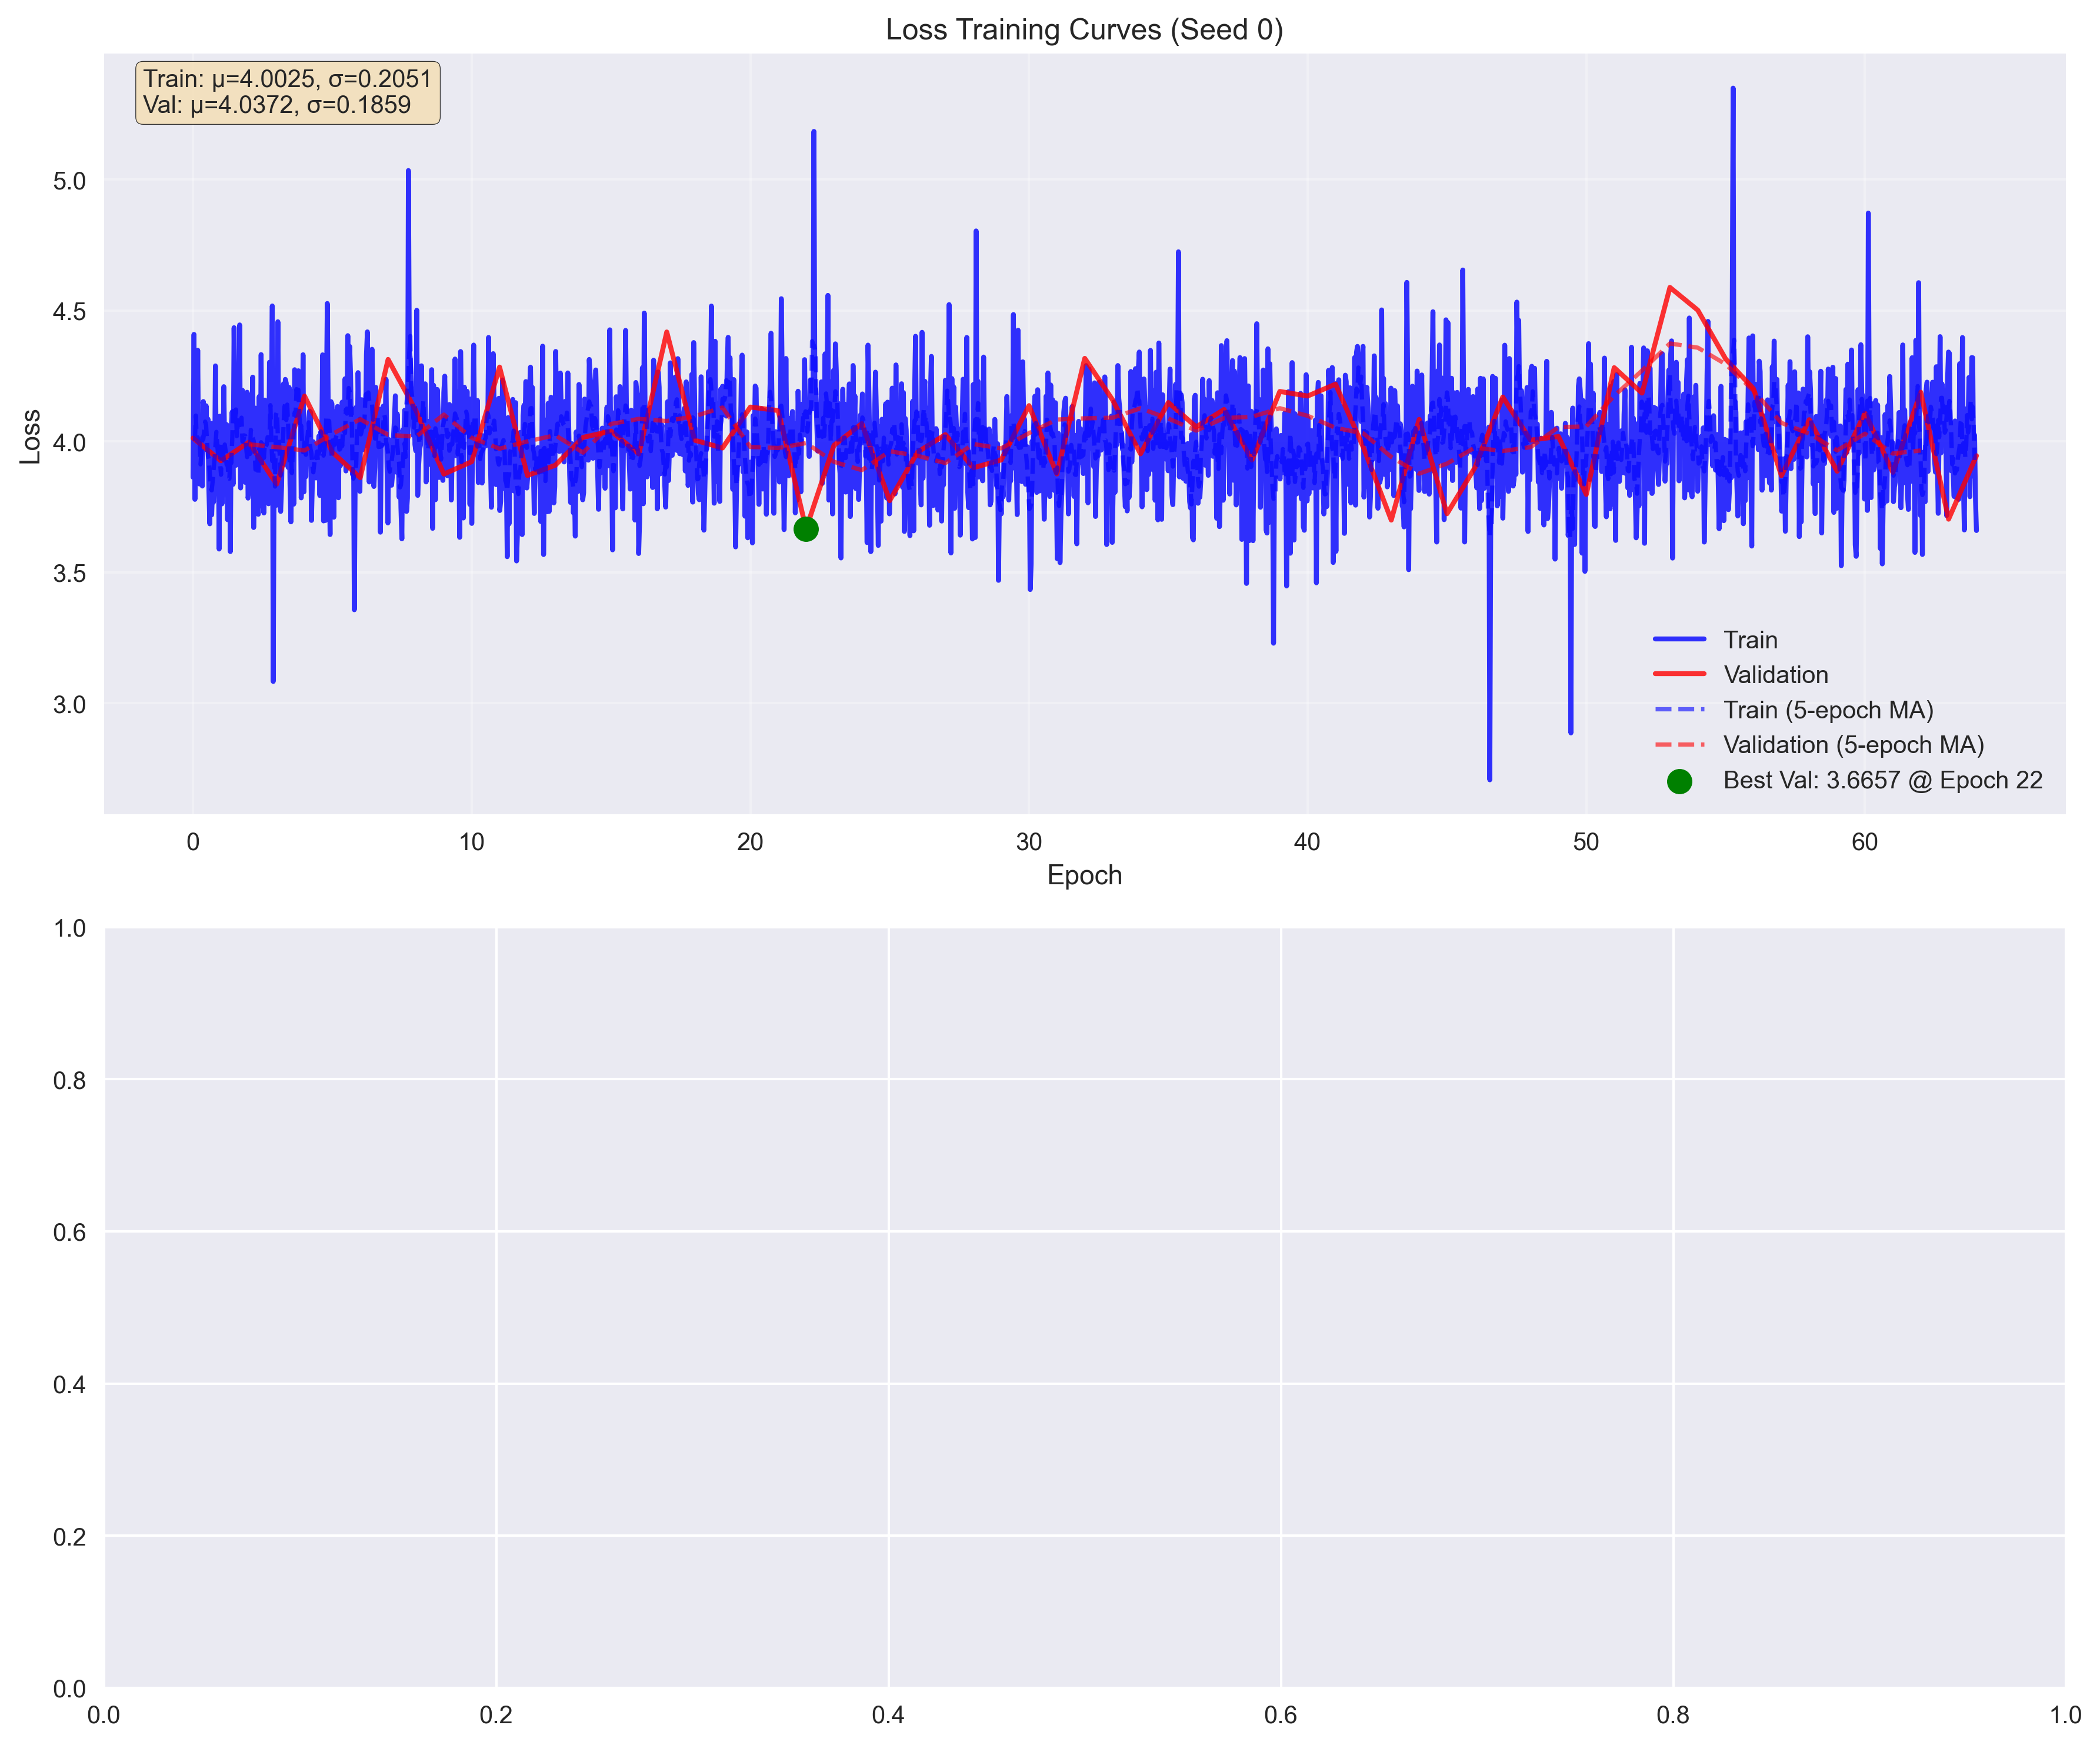 Loss Training Curves (Seed 0)
Train: μ=4.0025, σ=0.2051
Val: μ=4.0372, σ=0.1859
Loss
5.0
4.5
4.0
3.5
3.0
Train
Validation
Train (5-epoch MA)
Validation (5-epoch MA)
Best Val: 3.6657 @ Epoch 22
0 10 20 30 40 50 60
Epoch
1.0
0.8
0.6
0.4
0.2
0.0
0.0 0.2 0.4 0.6 0.8 1.0